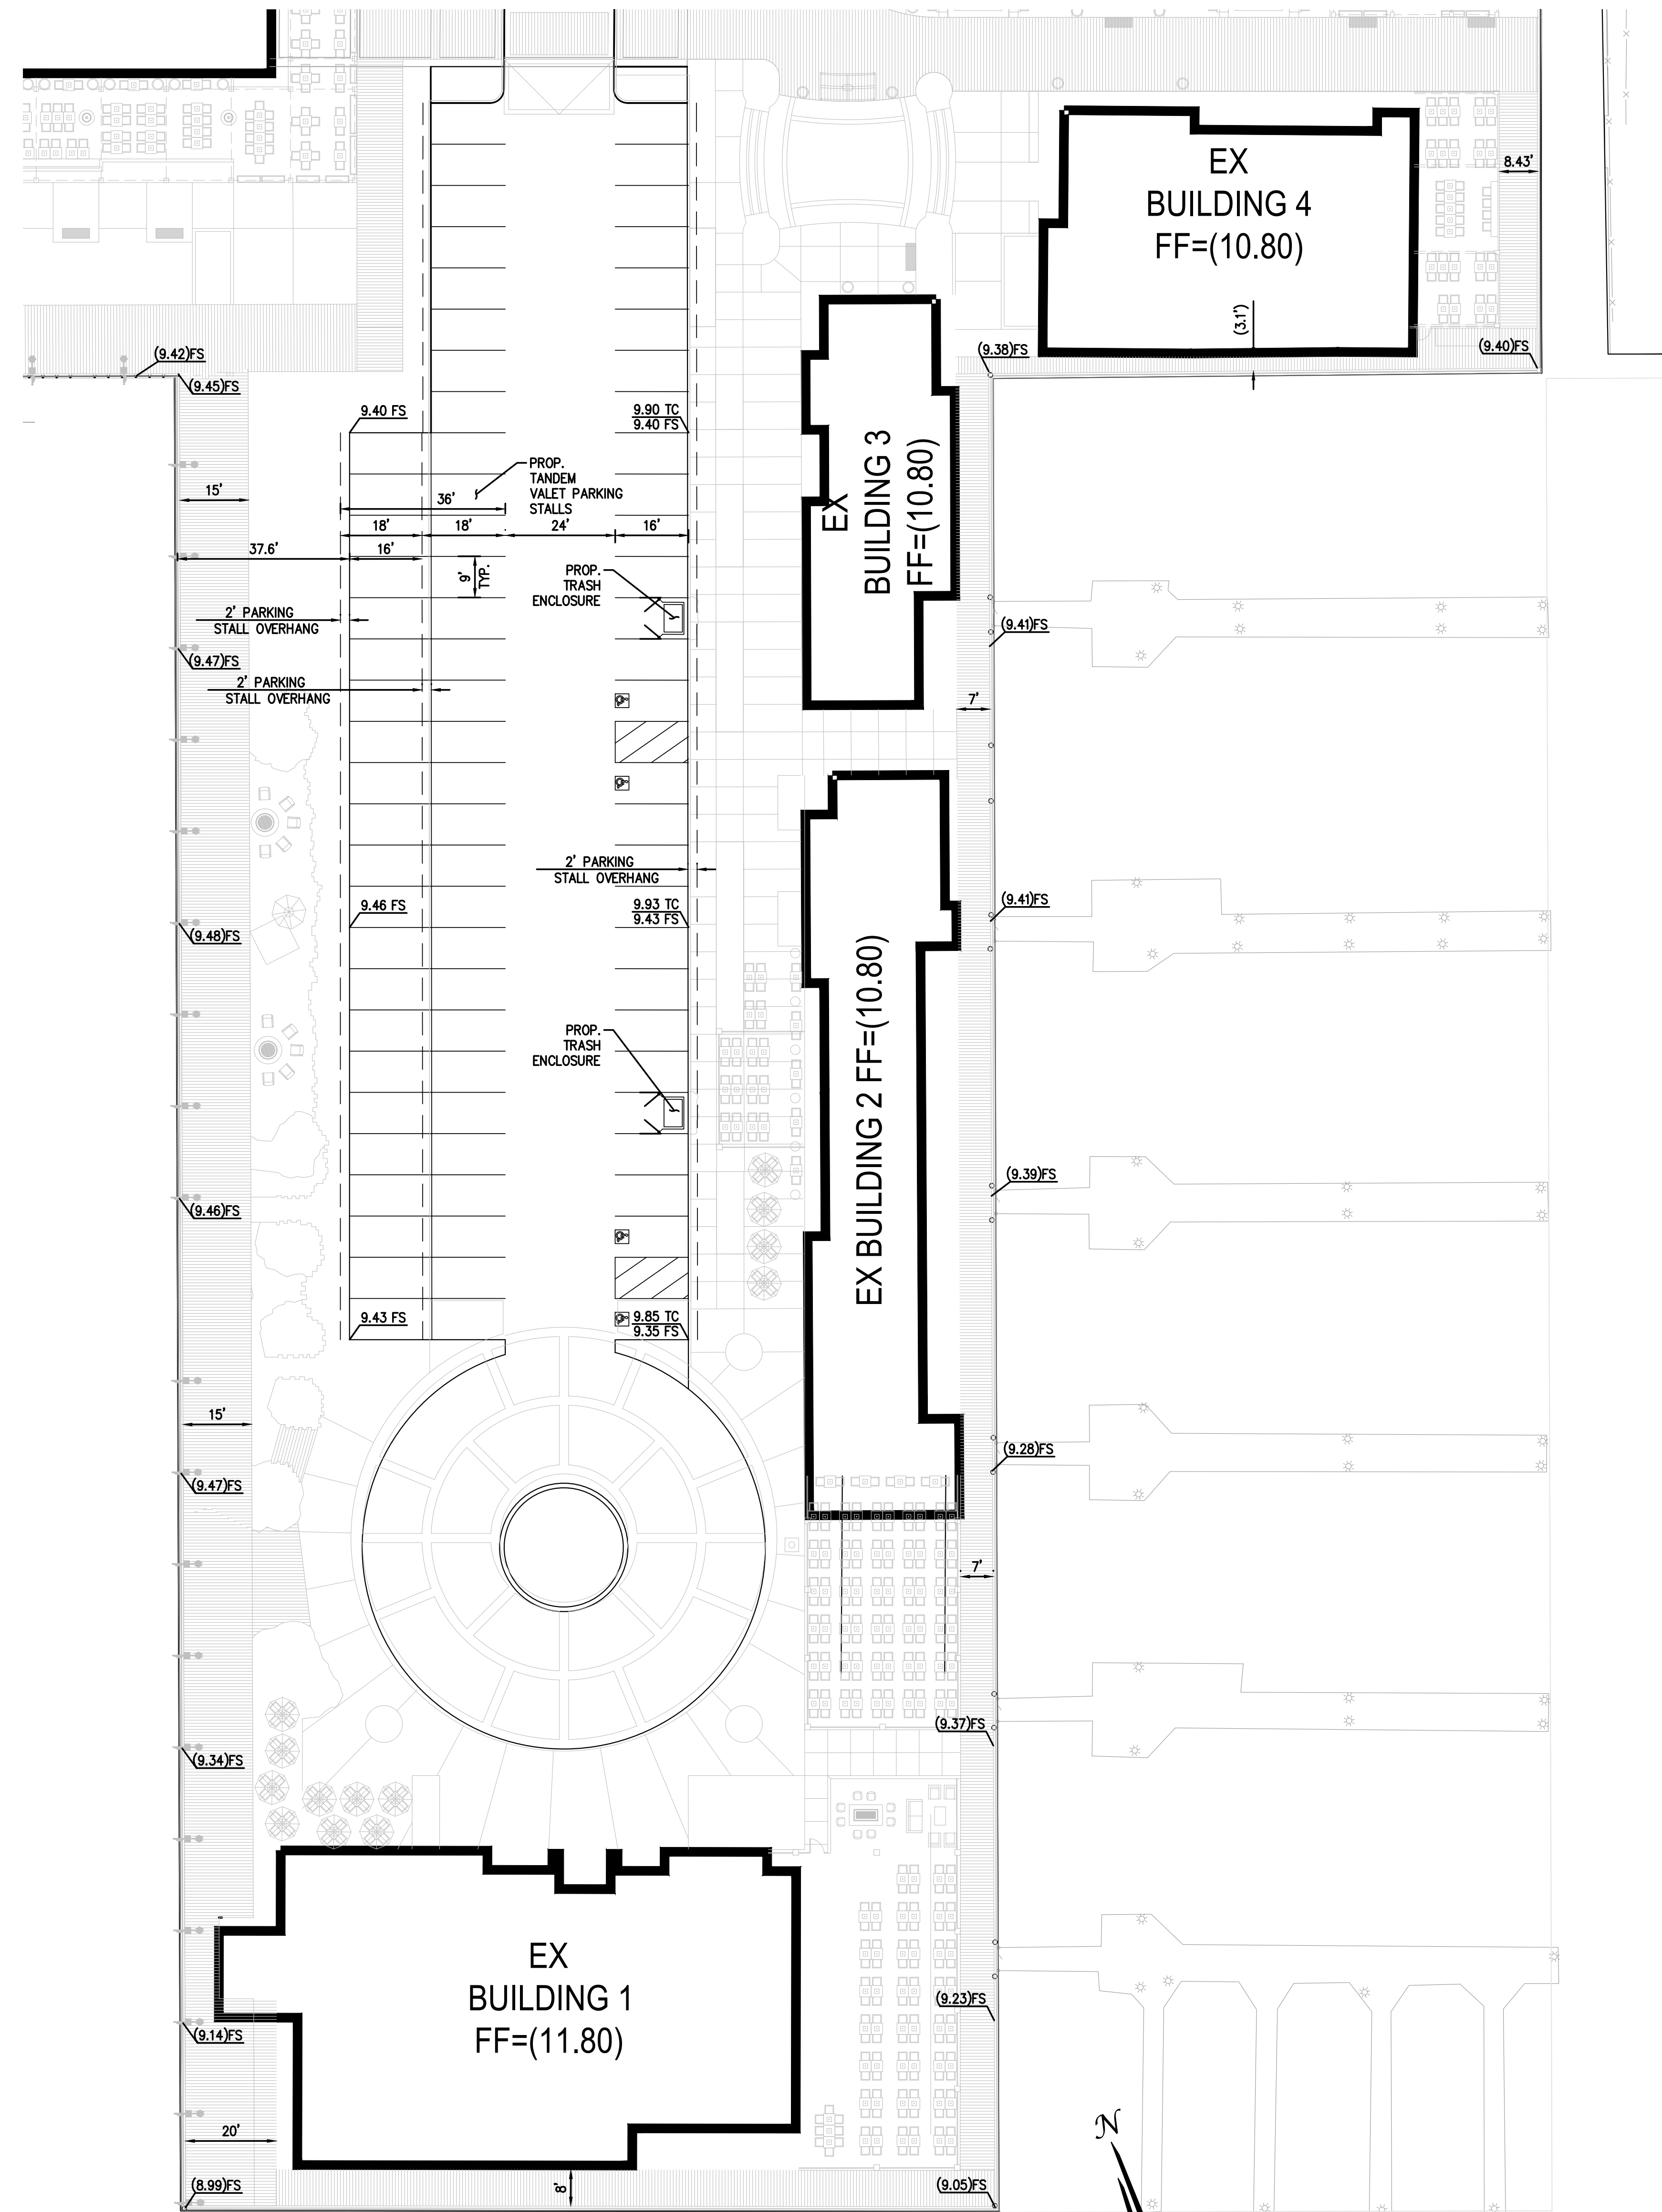 EX
BUILDING 4
FF=(10.80)
8.43'
(3.1')
(9.42)FS
(9.45)FS
(9.38)FS
(9.40)FS
9.40 FS
9.90 TC
9.40 FS
EX
BUILDING 3
FF=(10.80)
PROP.
TANDEM
VALET PARKING
STALLS
15'
36'
18'
18'
24'
16'
37.6'
16'
9'
TYP.
PROP.
TRASH
ENCLOSURE
2' PARKING
STALL OVERHANG
(9.41)FS
(9.47)FS
2' PARKING
STALL OVERHANG
7'
2' PARKING
STALL OVERHANG
9.46 FS
9.93 TC
9.43 FS
(9.41)FS
(9.48)FS
EX BUILDING 2 FF=(10.80)
PROP.
TRASH
ENCLOSURE
(9.39)FS
(9.46)FS
9.43 FS
9.85 TC
9.35 FS
15'
(9.28)FS
(9.47)FS
7'
(9.37)FS
(9.34)FS
EX
BUILDING 1
FF=(11.80)
(9.23)FS
(9.14)FS
20'
N
(8.99)FS
8'
(9.05)FS